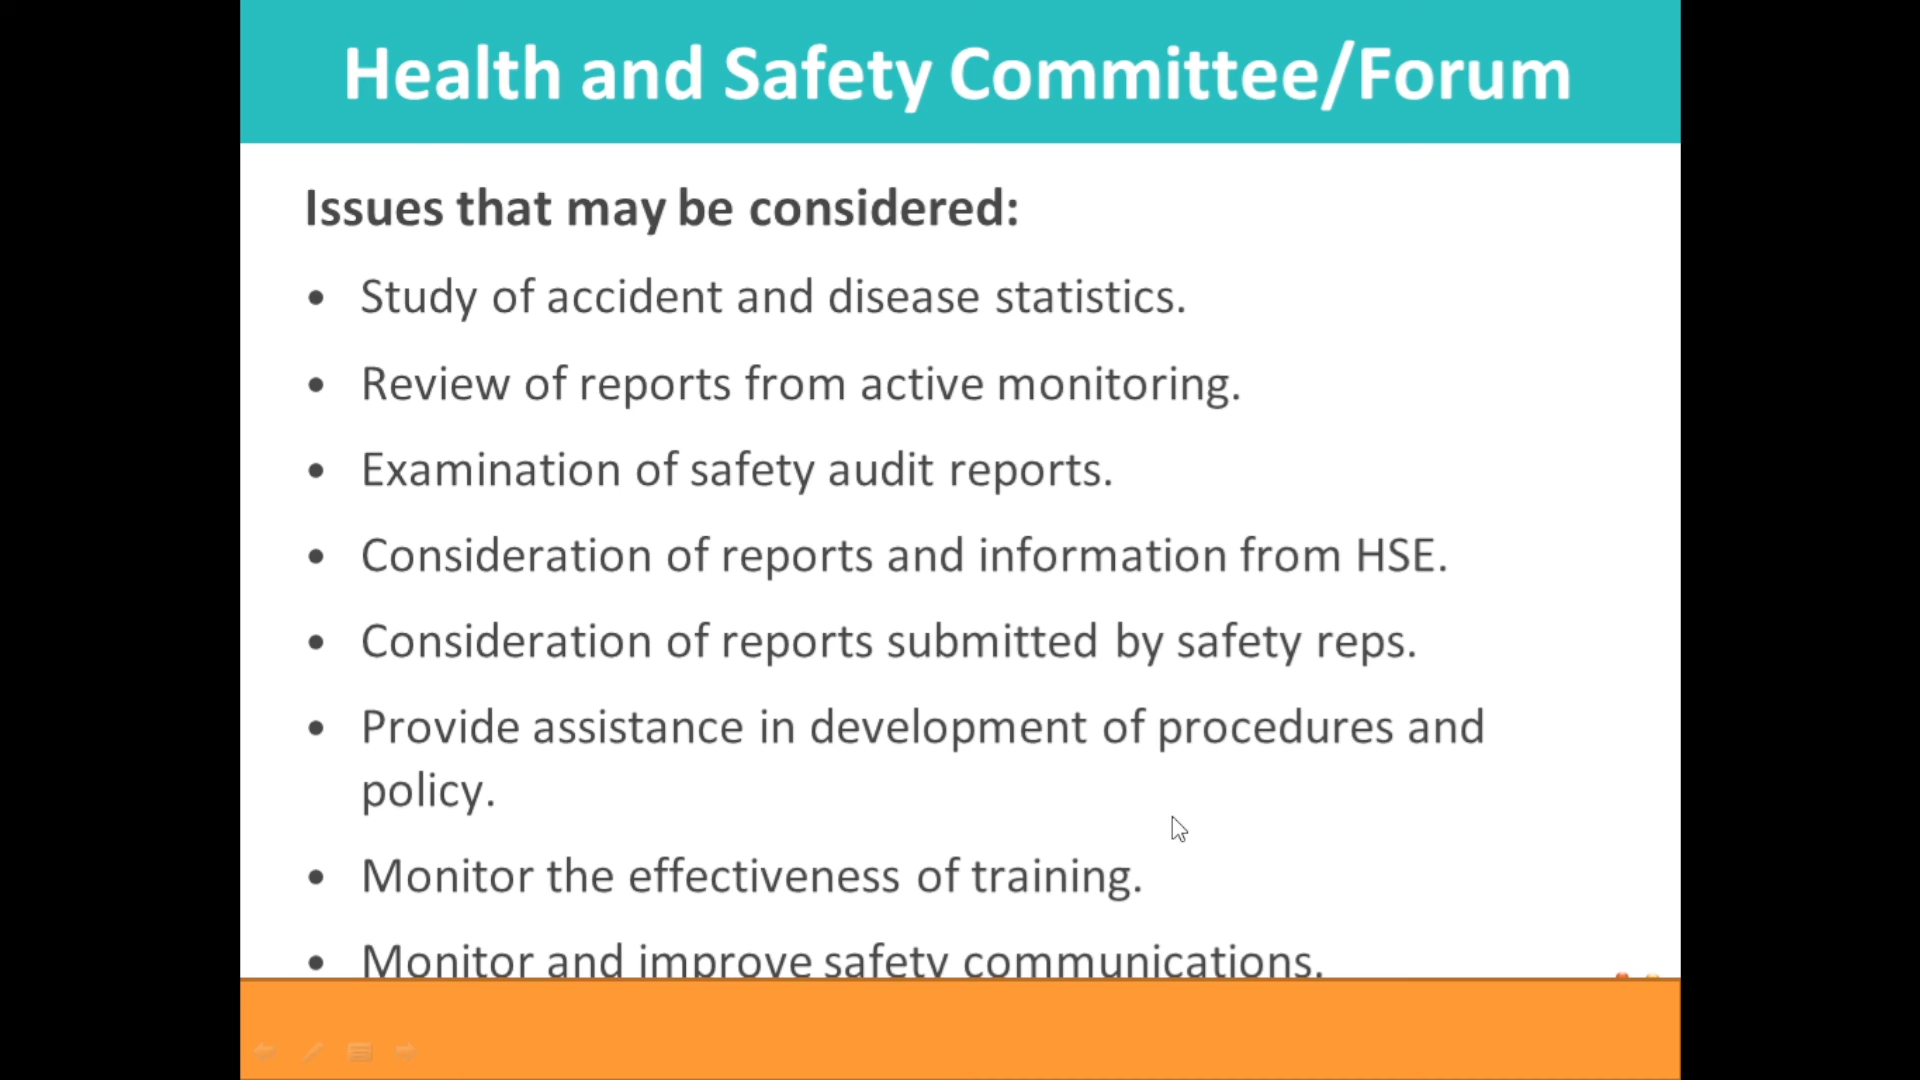 Health and Safety Committee/Forum
Issues that may be considered:
• Study of accident and disease statistics.
• Review of reports from active monitoring.
• Examination of safety audit reports.
• Consideration of reports and information from HSE.
• Consideration of reports submitted by safety reps.
• Provide assistance in development of procedures and
policy.
• Monitor the effectiveness of training.
• Monitor and improve safety communications.